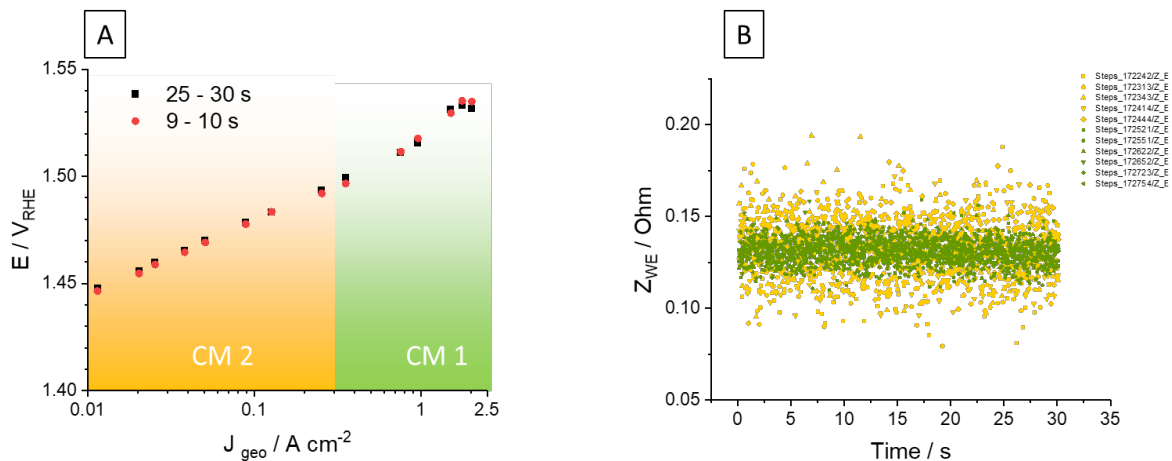 A
B
1.55
1.50
1.45
1.40
E / V_RHE
25 - 30 s
9 - 10 s
CM 2
CM 1
0.01
0.1
1
2.5
J geo / A cm-2
0.20
0.15
0.10
0.05
Z_WE / Ohm
Steps_172242/Z_E
Steps_172313/Z_E
Steps_172343/Z_E
Steps_172414/Z_E
Steps_172444/Z_E
Steps_172521/Z_E
Steps_172551/Z_E
Steps_172622/Z_E
Steps_172652/Z_E
Steps_172723/Z_E
Steps_172754/Z_E
0
5
10
15
20
25
30
35
Time / s